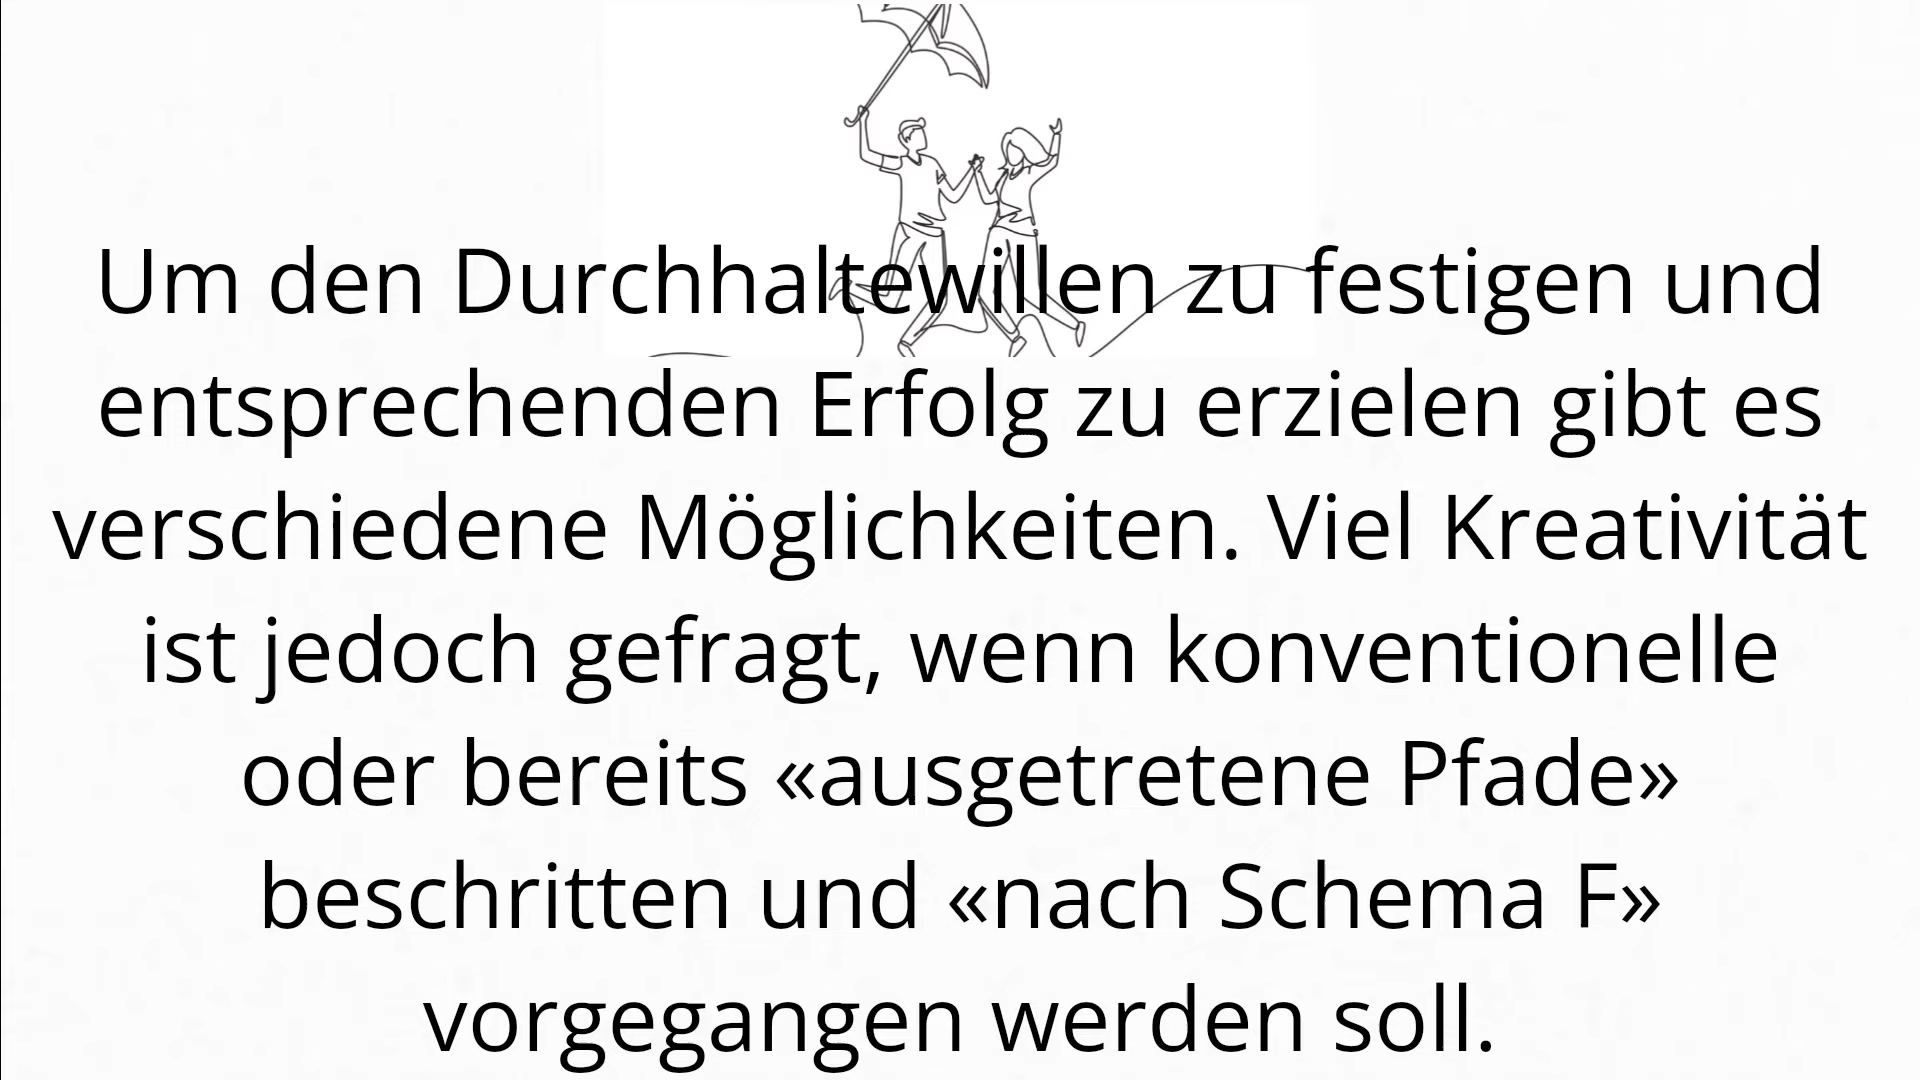 Um den Durchhaltewillen zu festigen und
entsprechenden Erfolg zu erzielen gibt es
verschiedene Möglichkeiten. Viel Kreativität
ist jedoch gefragt, wenn konventionelle
oder bereits «ausgetretene Pfade»
beschritten und «nach Schema F»
vorgegangen werden soll.